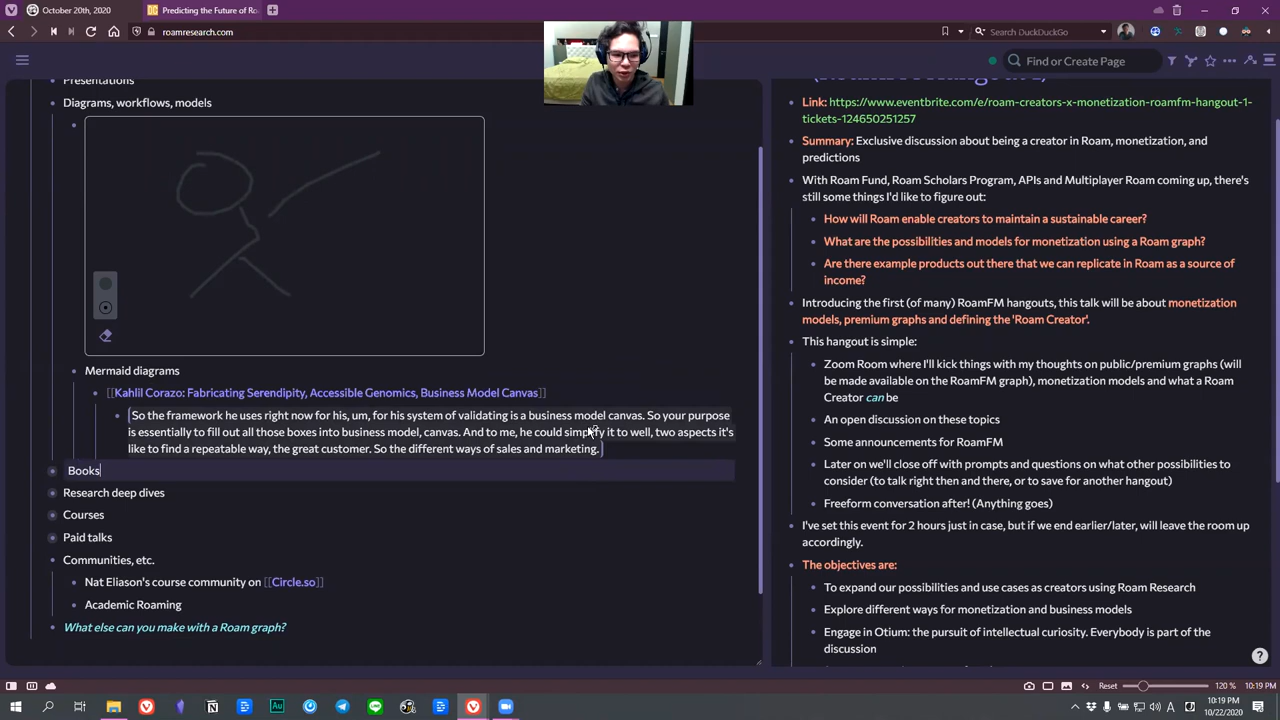 October 20th, 2020
Predicting the Future of Ro
roamresearch.com
Search DuckDuckGo
Find or Create Page
Presentations
Diagrams, workflows, models
Mermaid diagrams
[[Kahlil Corazo: Fabricating Serendipity, Accessible Genomics, Business Model Canvas]]
So the framework he uses right now for his, um, for his system of validating is a business model canvas. So your purpose
is essentially to fill out all those boxes into business model, canvas. And to me, he could simplify it to well, two aspects it's
like to find a repeatable way, the great customer. So the different ways of sales and marketing.
Books
Research deep dives
Courses
Paid talks
Communities, etc.
Nat Eliason's course community on [[Circle.so]]
Academic Roaming
What else can you make with a Roam graph?
Link: https://www.eventbrite.com/e/roam-creators-x-monetization-roamfm-hangout-1-
tickets-124650251257
Summary: Exclusive discussion about being a creator in Roam, monetization, and
predictions
With Roam Fund, Roam Scholars Program, APIs and Multiplayer Roam coming up, there's
still some things I'd like to figure out:
How will Roam enable creators to maintain a sustainable career?
What are the possibilities and models for monetization using a Roam graph?
Are there example products out there that we can replicate in Roam as a source of
income?
Introducing the first (of many) RoamFM hangouts, this talk will be about monetization
models, premium graphs and defining the 'Roam Creator'.
This hangout is simple:
Zoom Room where I'll kick things with my thoughts on public/premium graphs (will
be made available on the RoamFM graph), monetization models and what a Roam
Creator can be
An open discussion on these topics
Some announcements for RoamFM
Later on we'll close off with prompts and questions on what other possibilities to
consider (to talk right then and there, or to save for another hangout)
Freeform conversation after! (Anything goes)
I've set this event for 2 hours just in case, but if we end earlier/later, will leave the room up
accordingly.
The objectives are:
To expand our possibilities and use cases as creators using Roam Research
Explore different ways for monetization and business models
Engage in Otium: the pursuit of intellectual curiosity. Everybody is part of the
discussion
Reset
120 %
10:19 PM
10:19 PM
10/22/2020